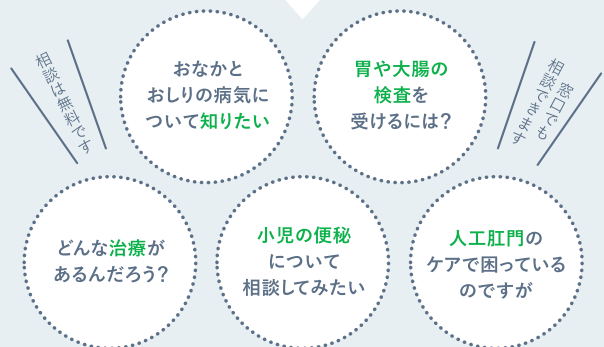 相談は無料です
おなかと
おしりの病気に
ついて知りたい
胃や大腸の
検査を
受けるには?
窓口でも
相談できます
どんな治療が
あるんだろう?
小児の便秘
について
相談してみたい
人工肛門の
ケアで困っている
のですが